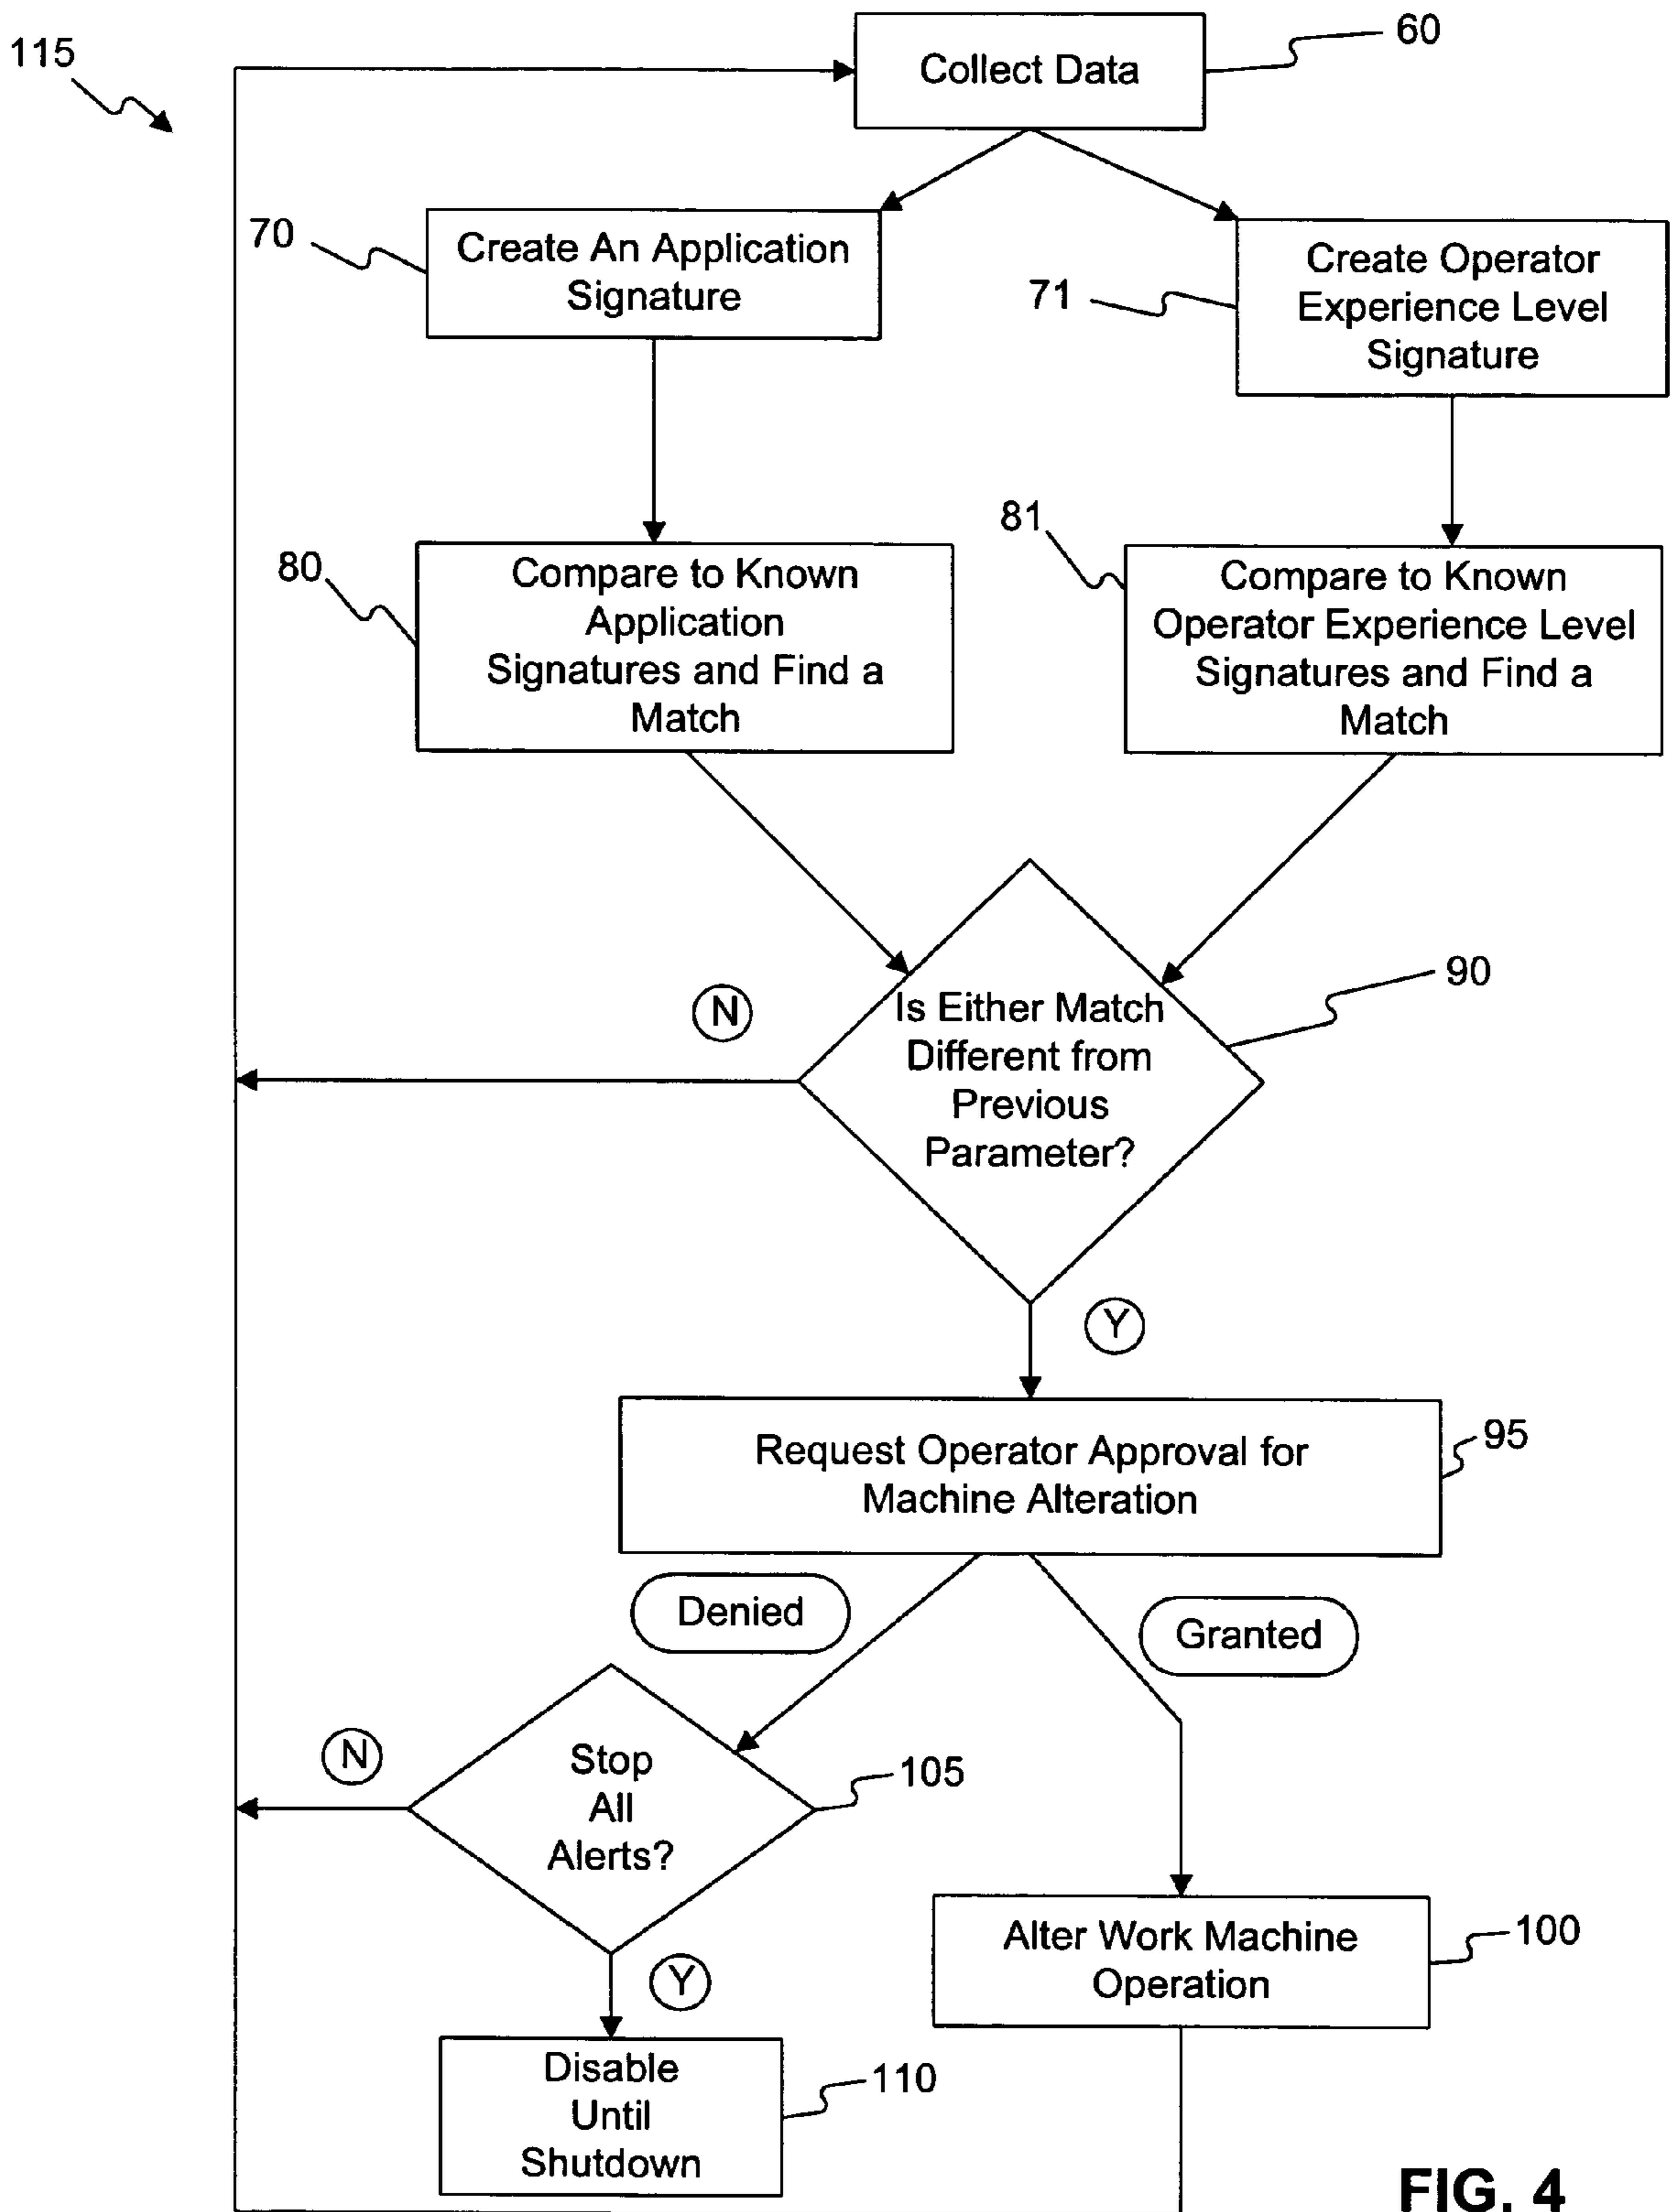 115
Collect Data
60
70
Create An Application
Signature
71
Create Operator
Experience Level
Signature
80
Compare to Known
Application
Signatures and Find a
Match
81
Compare to Known
Operator Experience Level
Signatures and Find a
Match
N
Is Either Match
Different from
Previous
Parameter?
90
Y
Request Operator Approval for
Machine Alteration
95
Denied
Granted
N
Stop
All
Alerts?
105
Y
Alter Work Machine
Operation
100
Disable
Until
Shutdown
110
FIG. 4